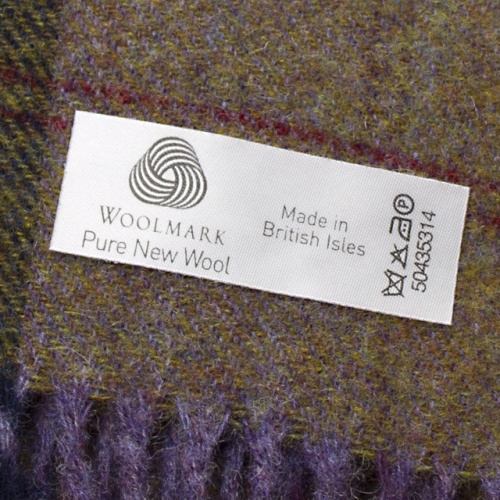 WOOLMARK
Pure New Wool
Made in
British Isles
P
50435314